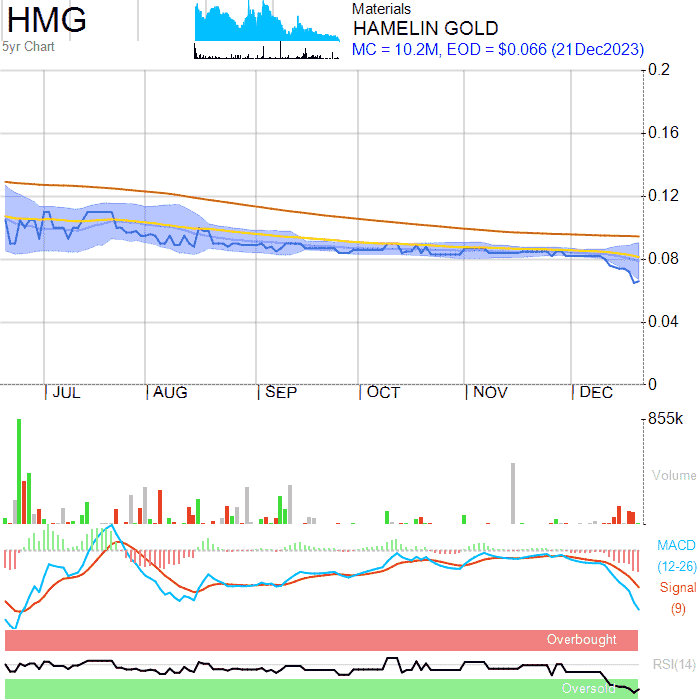 HMG
5yr Chart
Materials
HAMELIN GOLD
MC = 10.2M, EOD = $0.066 (21Dec2023)
0.2
0.16
0.12
0.08
0.04
0
JUL AUG SEP OCT NOV DEC
855k
Volume
MACD
(12-26)
Signal
(9)
Overbought
RSI(14)
Oversold